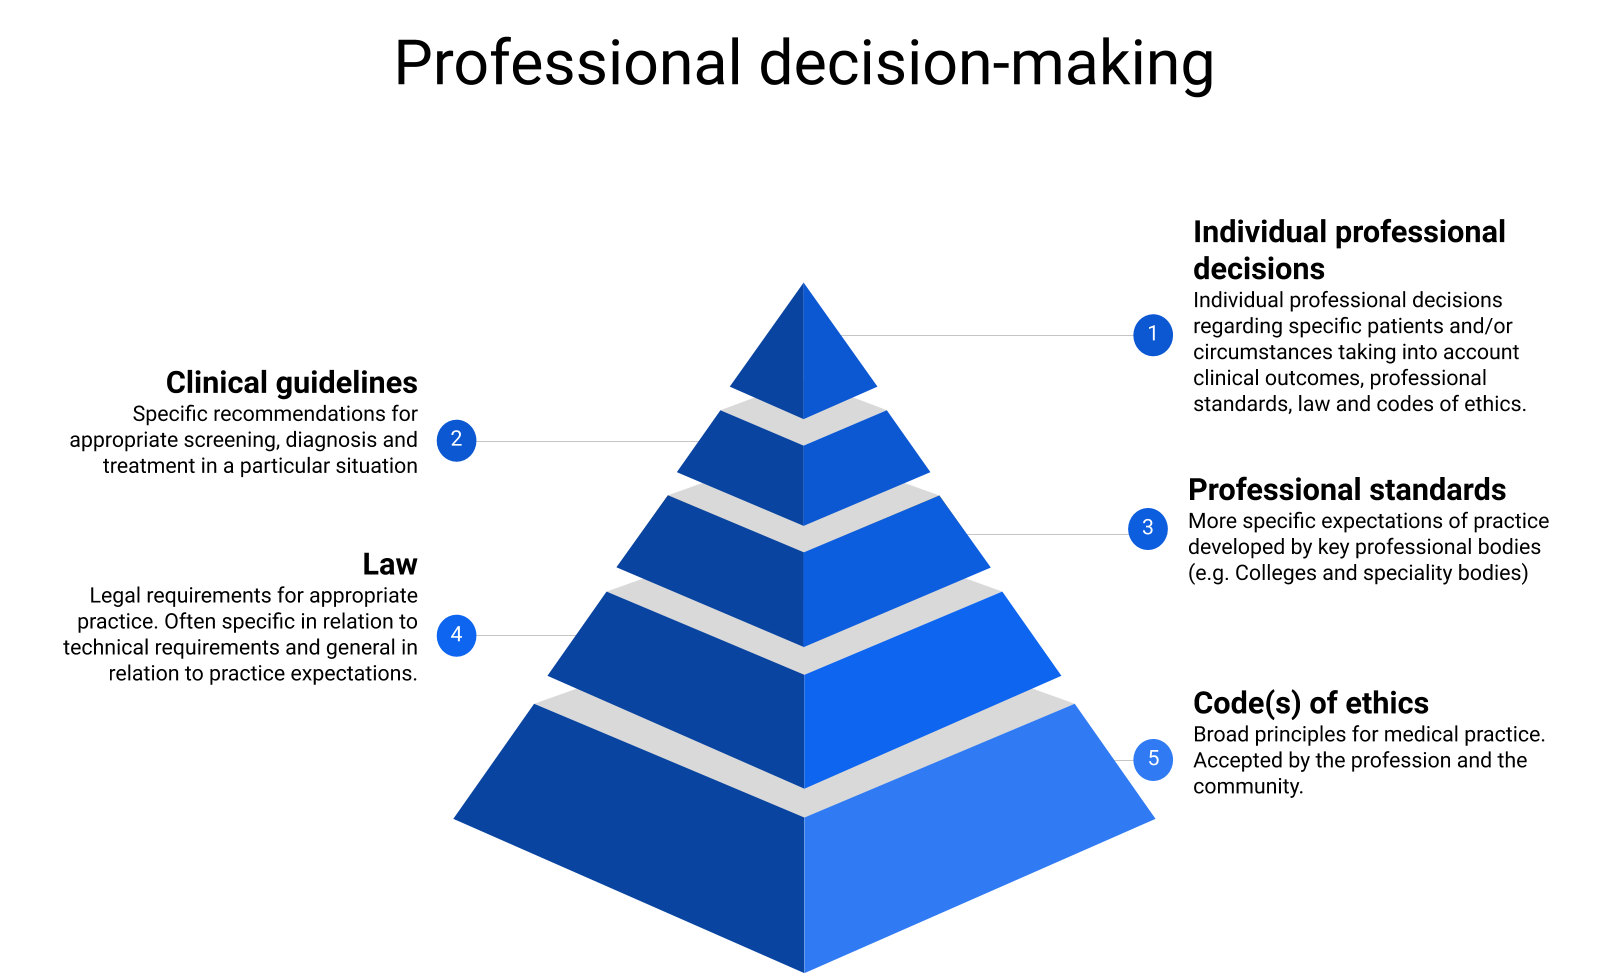 Professional decision-making
Individual professional
decisions
Individual professional decisions
regarding specific patients and/or
circumstances taking into account
clinical outcomes, professional
standards, law and codes of ethics.
1
Clinical guidelines
Specific recommendations for
appropriate screening, diagnosis and
treatment in a particular situation
2
Professional standards
More specific expectations of practice
developed by key professional bodies
(e.g. Colleges and speciality bodies)
3
Law
Legal requirements for appropriate
practice. Often specific in relation to
technical requirements and general in
relation to practice expectations.
4
Code(s) of ethics
Broad principles for medical practice.
Accepted by the profession and the
community.
5